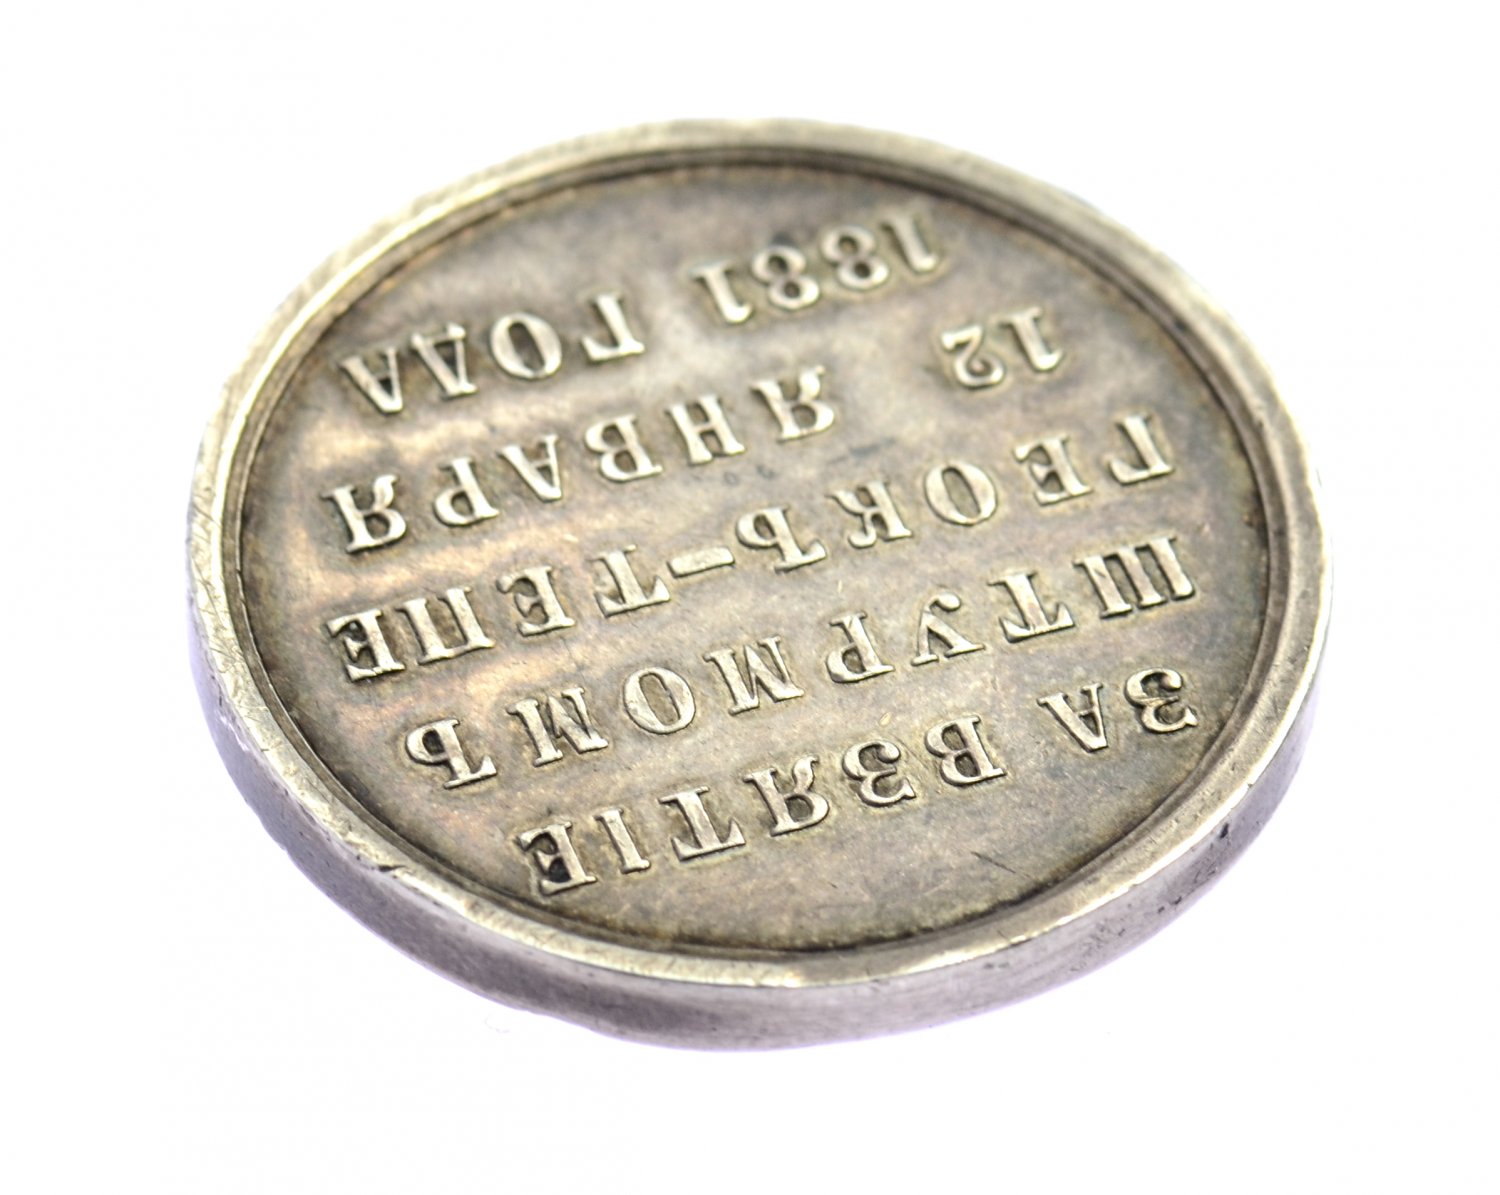 ЗА ВЗЯТІЕ
ШТУРМОМЪ
ГЕОКЪ-ТЕПЕ
12 ЯНВАРЯ
1881 ГОДА